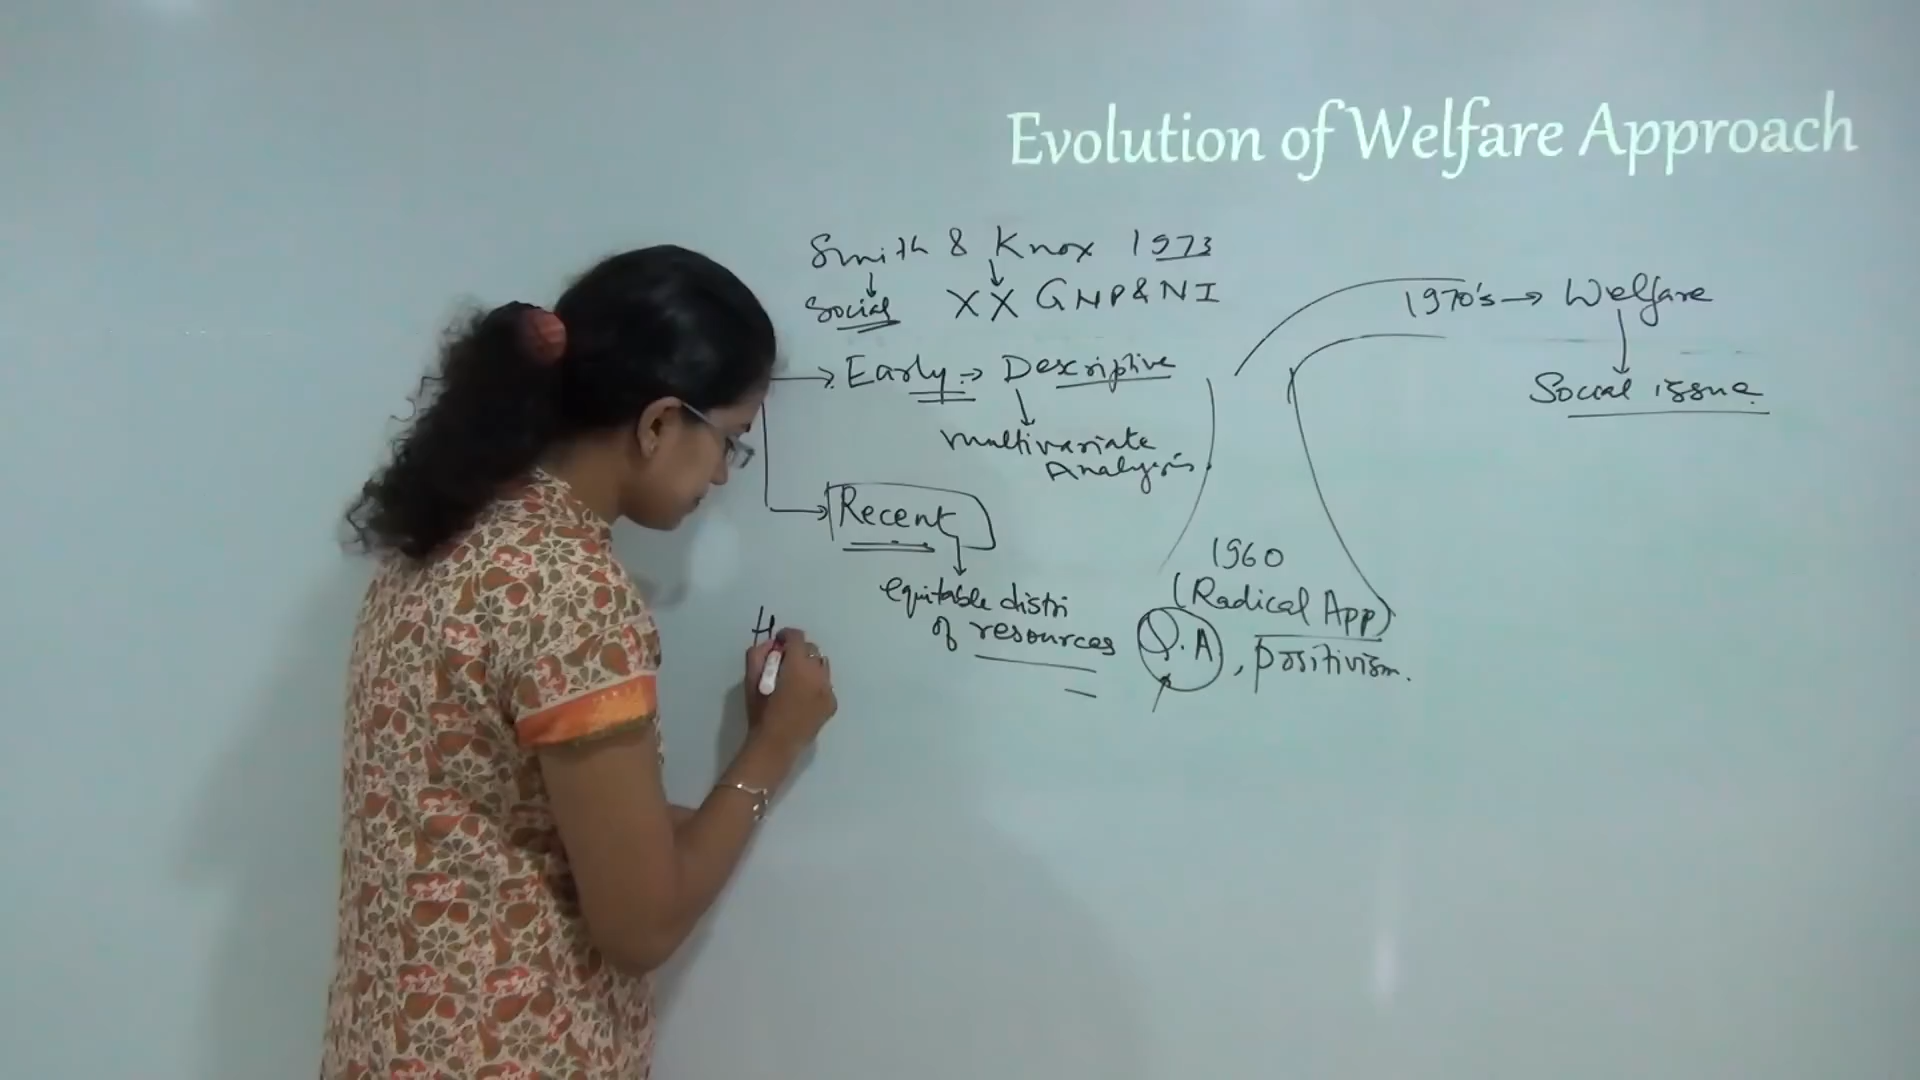 Evolution of Welfare Approach
Smith & Knox 1973
Social XX GNP & NI
Early → Descriptive
multivariate
Analysis.
Recent
equitable distri
of resources
1970's → Welfare
Social issue
1960
(Radical App)
Q.A, positivism.
H